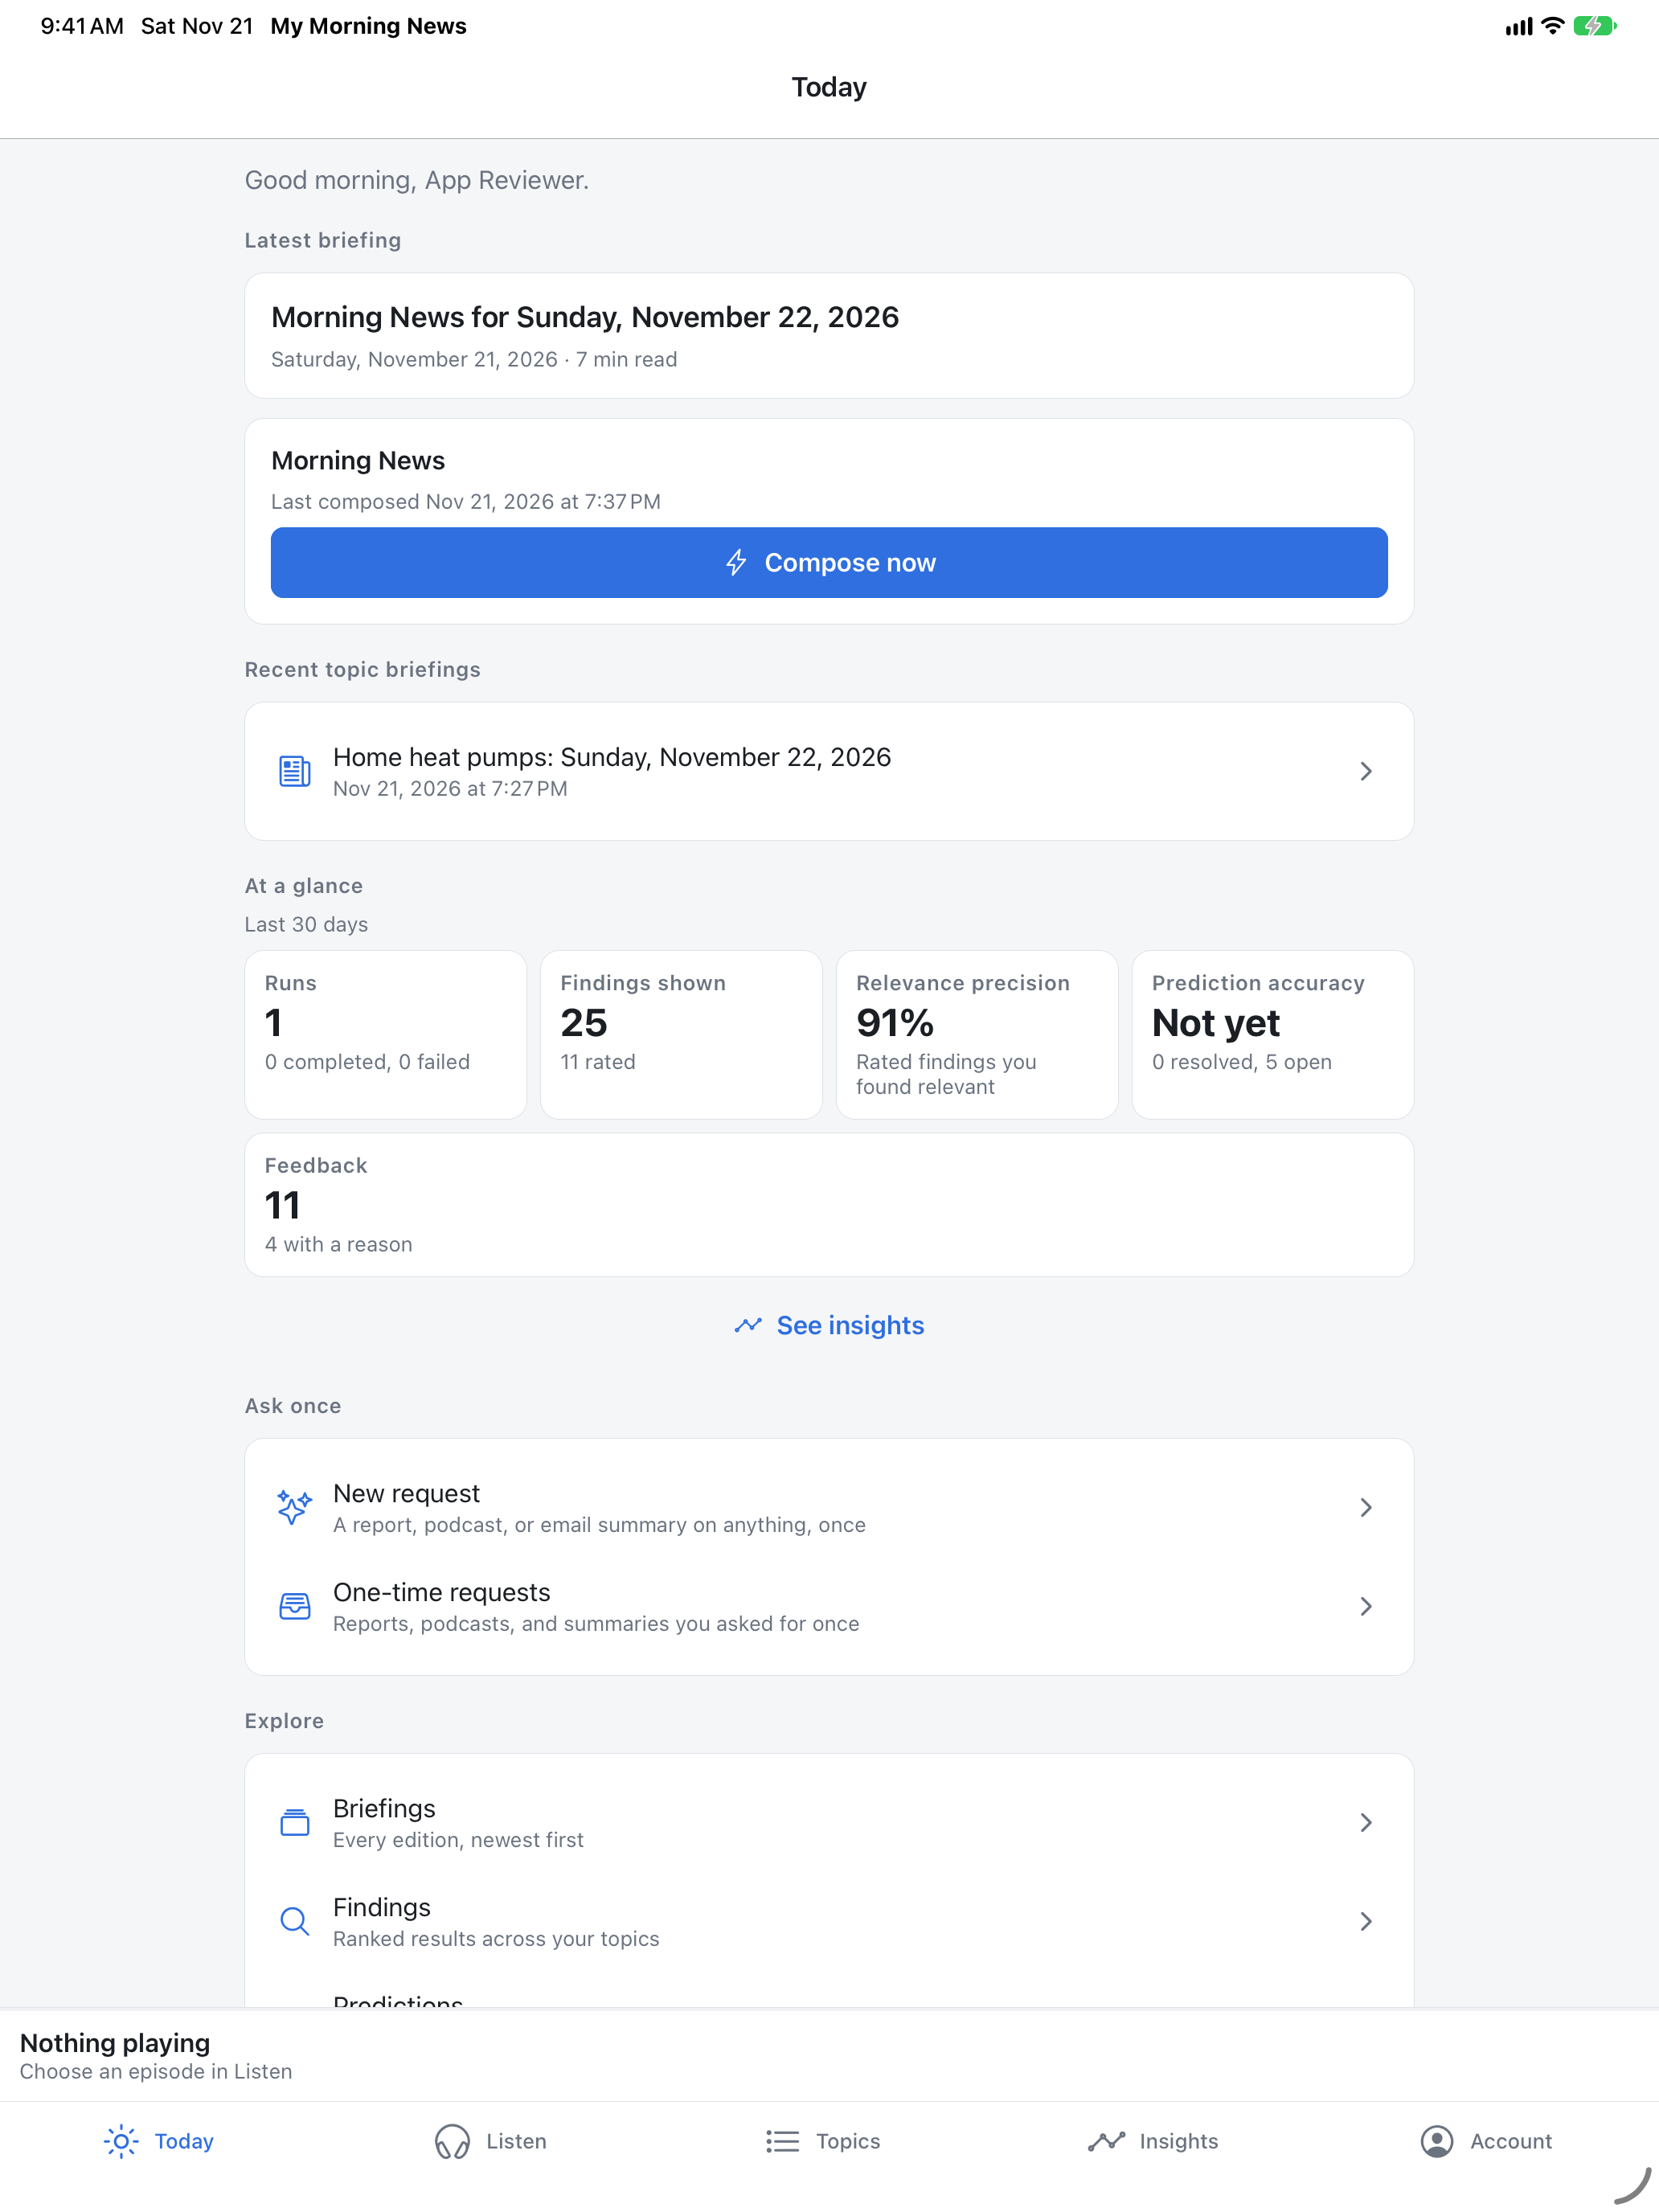 9:41 AM Sat Nov 21 My Morning News
Today
Good morning, App Reviewer.
Latest briefing
Morning News for Sunday, November 22, 2026
Saturday, November 21, 2026 · 7 min read
Morning News
Last composed Nov 21, 2026 at 7:37 PM
Compose now
Recent topic briefings
Home heat pumps: Sunday, November 22, 2026
Nov 21, 2026 at 7:27 PM
At a glance
Last 30 days
Runs
1
0 completed, 0 failed
Findings shown
25
11 rated
Relevance precision
91%
Rated findings you
found relevant
Prediction accuracy
Not yet
0 resolved, 5 open
Feedback
11
4 with a reason
See insights
Ask once
New request
A report, podcast, or email summary on anything, once
One-time requests
Reports, podcasts, and summaries you asked for once
Explore
Briefings
Every edition, newest first
Findings
Ranked results across your topics
Predictions
Nothing playing
Choose an episode in Listen
Today
Listen
Topics
Insights
Account